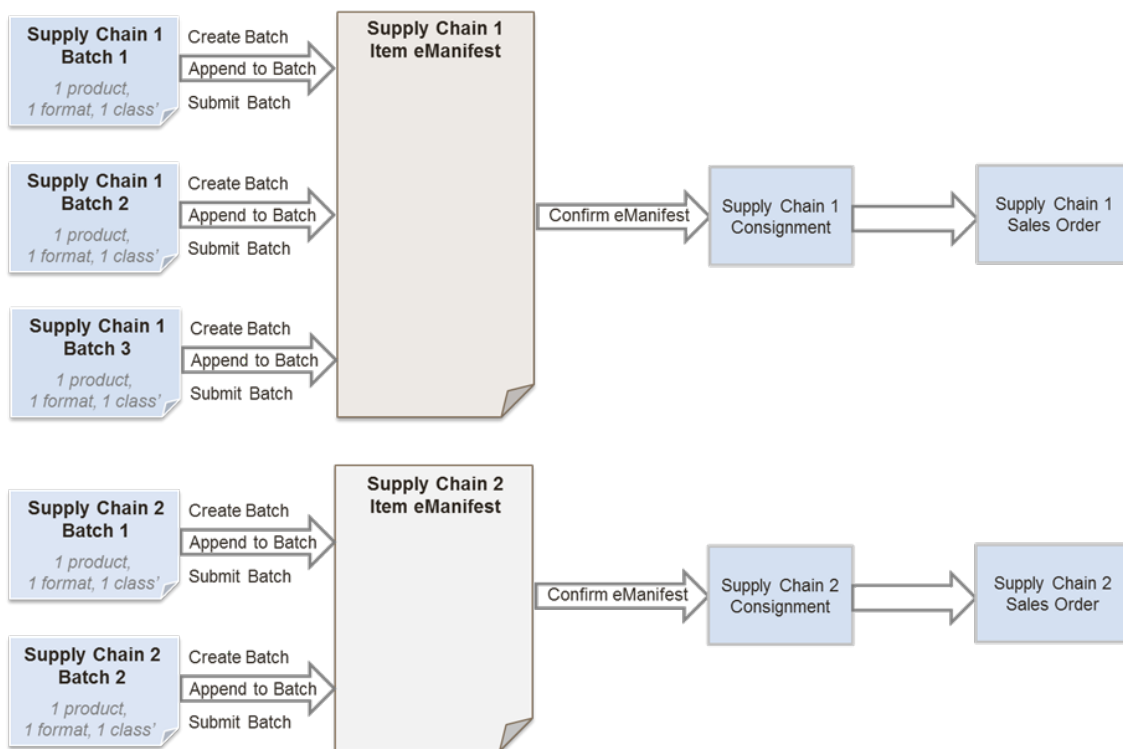 Supply Chain 1
Batch 1
1 product,
1 format, 1 class’
Create Batch
Append to Batch
Submit Batch
Supply Chain 1
Item eManifest
Supply Chain 1
Batch 2
1 product,
1 format, 1 class’
Create Batch
Append to Batch
Submit Batch
Confirm eManifest
Supply Chain 1
Consignment
Supply Chain 1
Sales Order
Supply Chain 1
Batch 3
1 product,
1 format, 1 class’
Create Batch
Append to Batch
Submit Batch
Supply Chain 2
Batch 1
1 product,
1 format, 1 class’
Create Batch
Append to Batch
Submit Batch
Supply Chain 2
Item eManifest
Confirm eManifest
Supply Chain 2
Consignment
Supply Chain 2
Sales Order
Supply Chain 2
Batch 2
1 product,
1 format, 1 class’
Create Batch
Append to Batch
Submit Batch